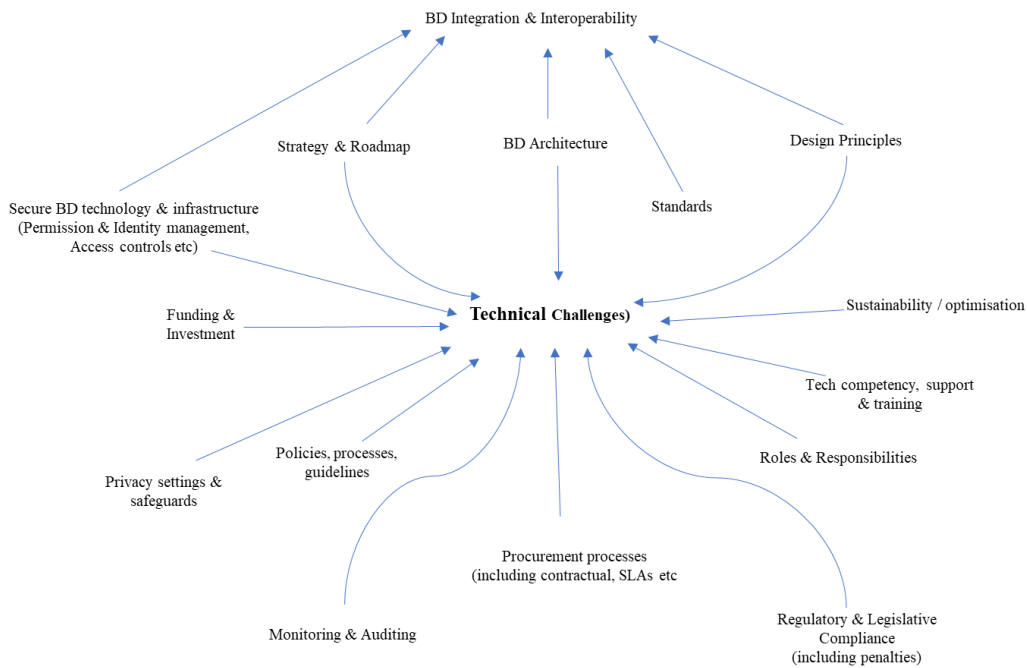 BD Integration & Interoperability
Strategy & Roadmap
BD Architecture
Design Principles
Secure BD technology & infrastructure
(Permission & Identity management,
Access controls etc)
Standards
Technical Challenges)
Funding &
Investment
Sustainability / optimisation
Tech competency, support
& training
Policies, processes,
guidelines
Roles & Responsibilities
Privacy settings &
safeguards
Procurement processes
(including contractual, SLAs etc
Monitoring & Auditing
Regulatory & Legislative
Compliance
(including penalties)